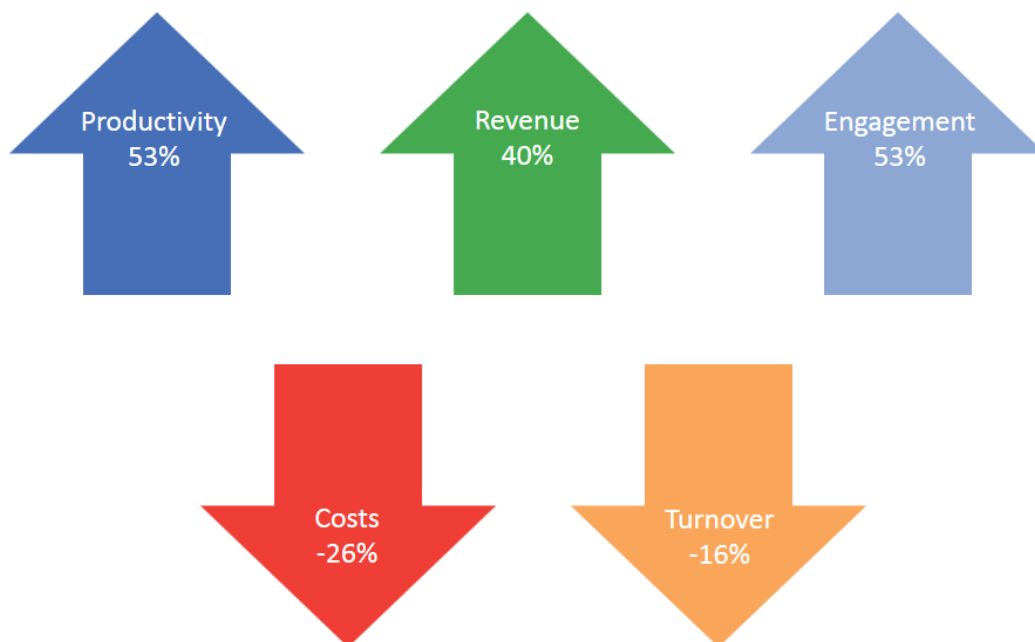 Productivity
53%
Revenue
40%
Engagement
53%
Costs
-26%
Turnover
-16%